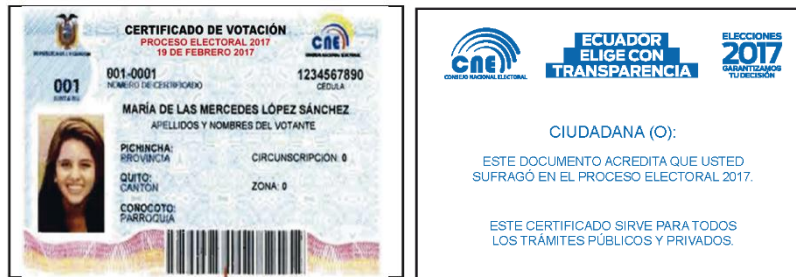 CERTIFICADO DE VOTACIÓN
PROCESO ELECTORAL 2017
19 DE FEBRERO 2017
CNE
001
001-0001
NÚMERO DE CERTIFICADO
1234567890
CÉDULA
MARÍA DE LAS MERCEDES LÓPEZ SÁNCHEZ
APELLIDOS Y NOMBRES DEL VOTANTE
PICHINCHA:
PROVINCIA
CIRCUNSCRIPCIÓN: 0
QUITO:
CANTÓN
ZONA: 0
CONOCOTO:
PARROQUIA
CNE
CONSEJO NACIONAL ELECTORAL
ECUADOR
ELIGE CON
TRANSPARENCIA
ELECCIONES
2017
GARANTIZAMOS
TU DECISIÓN
CIUDADANA (O):
ESTE DOCUMENTO ACREDITA QUE USTED
SUFRAGÓ EN EL PROCESO ELECTORAL 2017.
ESTE CERTIFICADO SIRVE PARA TODOS
LOS TRÁMITES PÚBLICOS Y PRIVADOS.